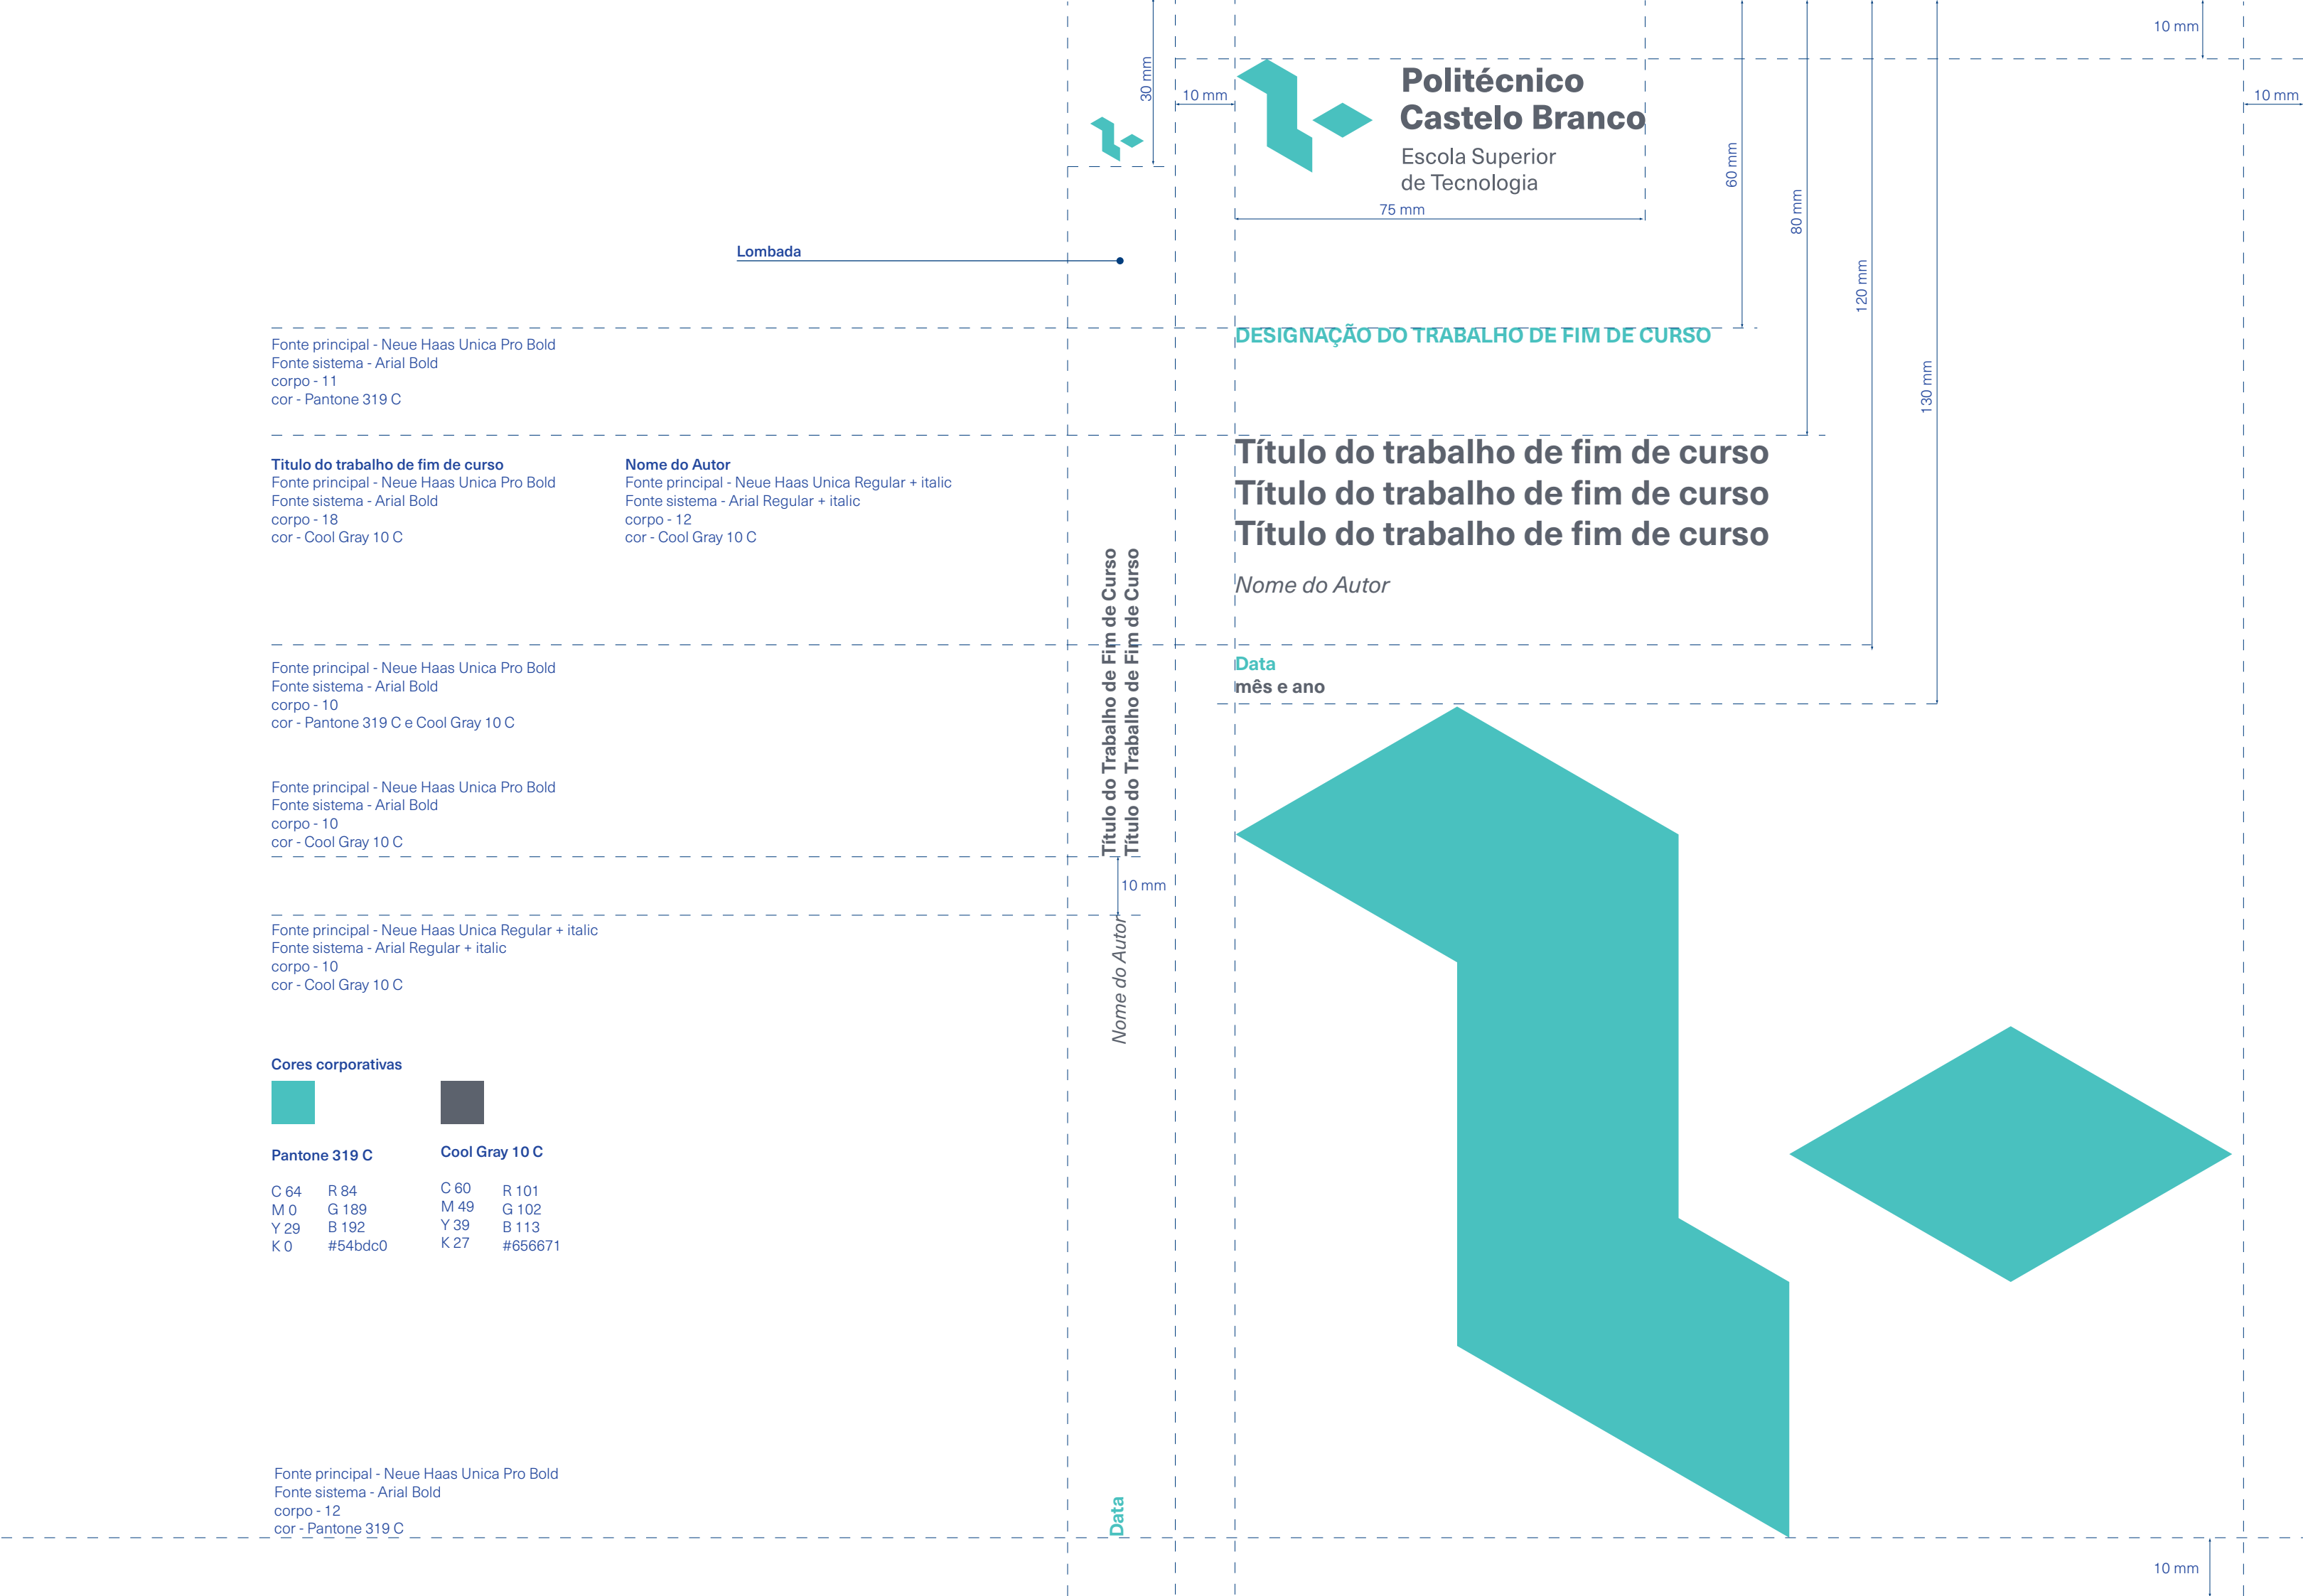 10 mm
30 mm
10 mm
Politécnico
Castelo Branco
Escola Superior
de Tecnologia
75 mm
60 mm
80 mm
120 mm
130 mm
10 mm
Lombada
Fonte principal - Neue Haas Unica Pro Bold
Fonte sistema - Arial Bold
corpo - 11
cor - Pantone 319 C
DESIGNAÇÃO DO TRABALHO DE FIM DE CURSO
Titulo do trabalho de fim de curso
Fonte principal - Neue Haas Unica Pro Bold
Fonte sistema - Arial Bold
corpo - 18
cor - Cool Gray 10 C
Nome do Autor
Fonte principal - Neue Haas Unica Regular + italic
Fonte sistema - Arial Regular + italic
corpo - 12
cor - Cool Gray 10 C
Título do trabalho de fim de curso
Título do trabalho de fim de curso
Título do trabalho de fim de curso
Nome do Autor
Fonte principal - Neue Haas Unica Pro Bold
Fonte sistema - Arial Bold
corpo - 10
cor - Pantone 319 C e Cool Gray 10 C
Data
mês e ano
Título do Trabalho de Fim de Curso
Título do Trabalho de Fim de Curso
Fonte principal - Neue Haas Unica Pro Bold
Fonte sistema - Arial Bold
corpo - 10
cor - Cool Gray 10 C
10 mm
Fonte principal - Neue Haas Unica Regular + italic
Fonte sistema - Arial Regular + italic
corpo - 10
cor - Cool Gray 10 C
Nome do Autor
Cores corporativas
Pantone 319 C
C 64
M 0
Y 29
K 0
R 84
G 189
B 192
#54bdc0
Cool Gray 10 C
C 60
M 49
Y 39
K 27
R 101
G 102
B 113
#656671
Fonte principal - Neue Haas Unica Pro Bold
Fonte sistema - Arial Bold
corpo - 12
cor - Pantone 319 C
Data
10 mm